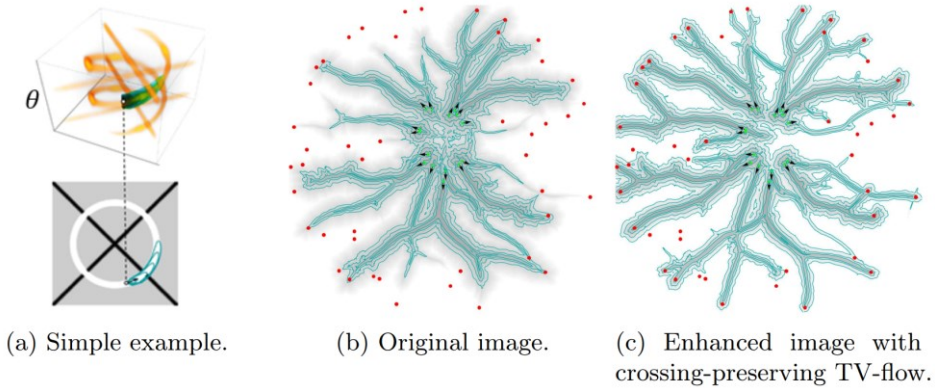 θ
(a) Simple example.
(b) Original image.
(c) Enhanced image with
crossing-preserving TV-flow.